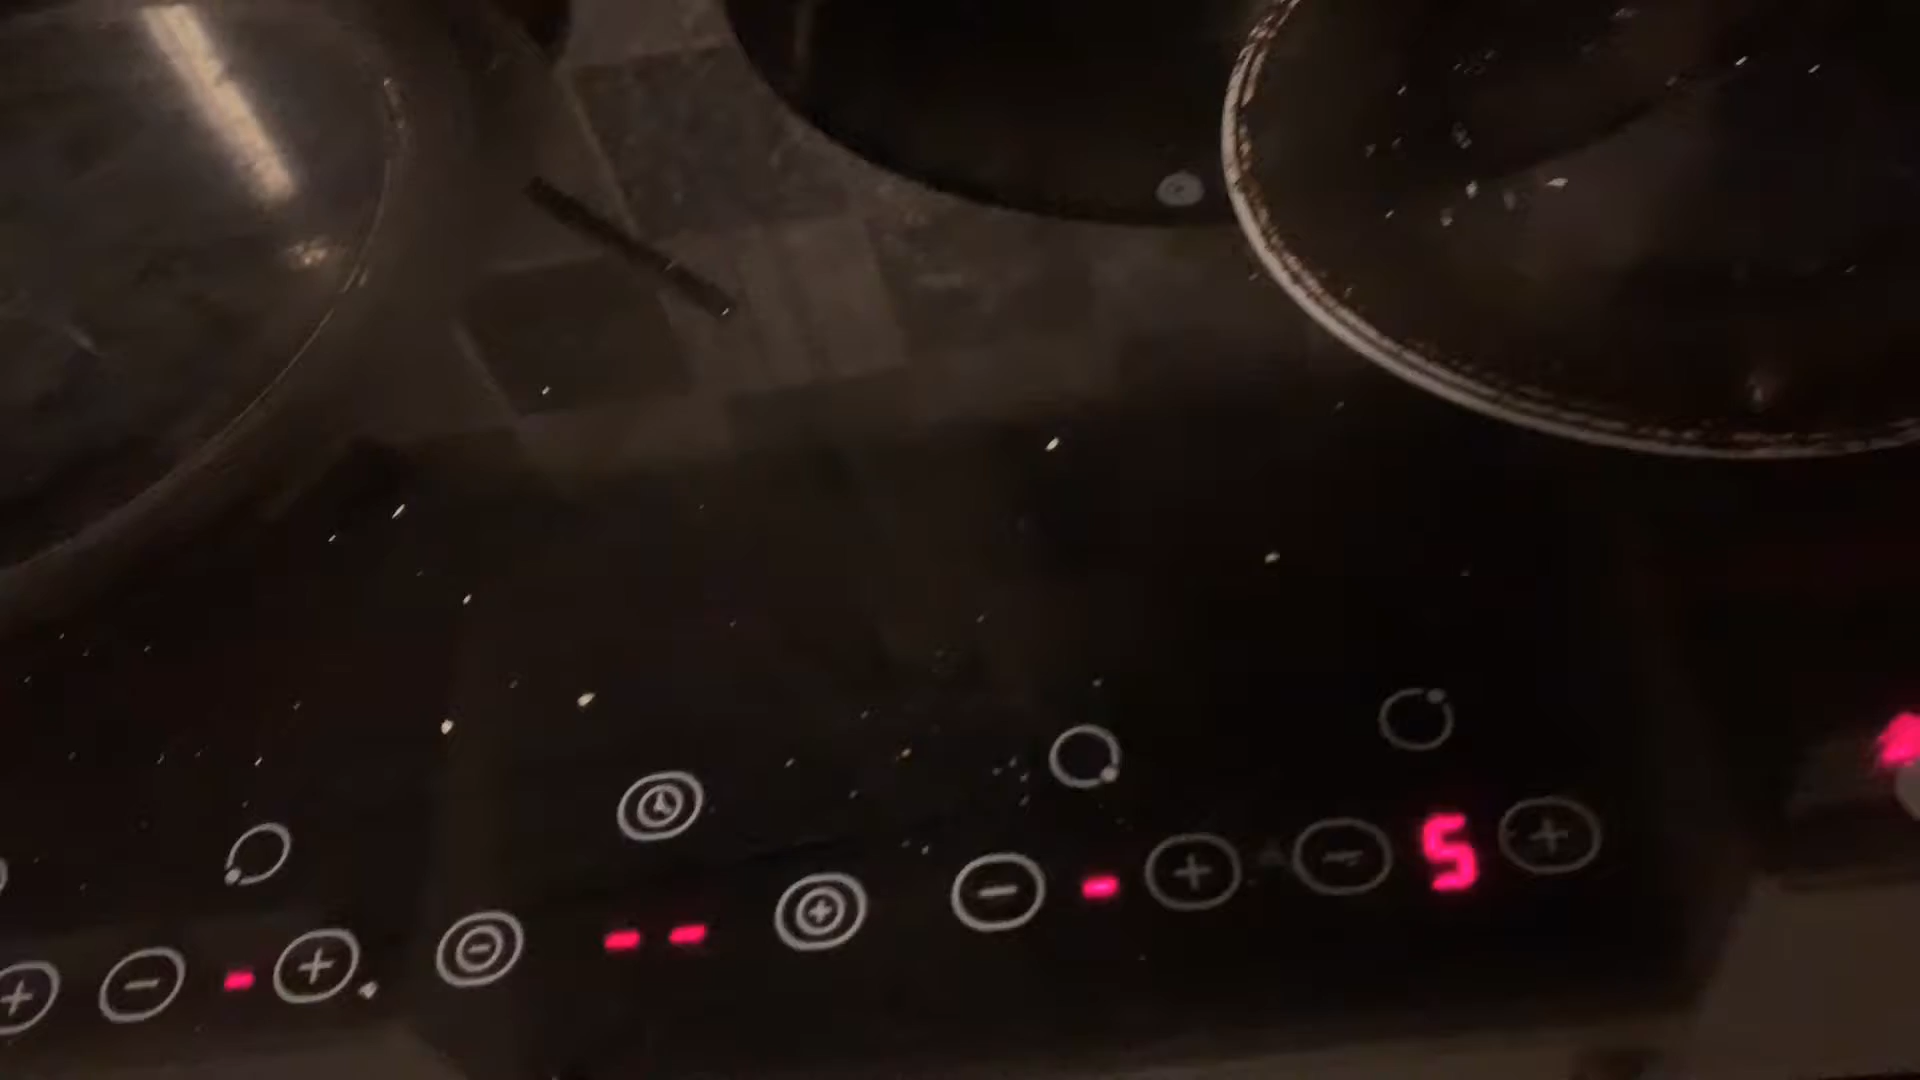 - + - -- - + - 5 +